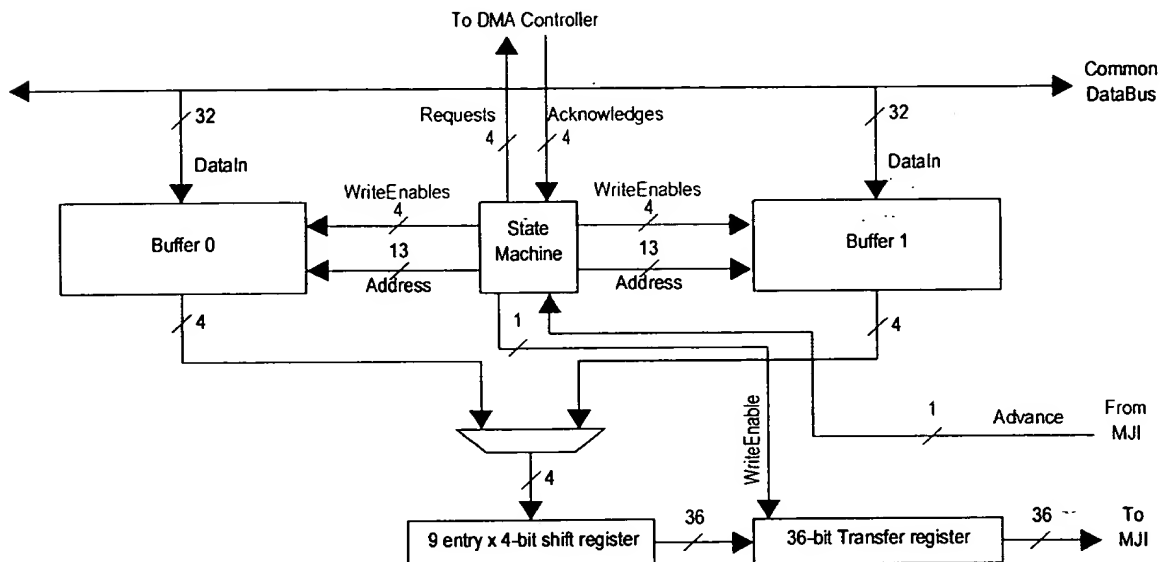 To DMA Controller
Common
DataBus
32
Requests
4
Acknowledges
4
32
DataIn
DataIn
WriteEnables
4
WriteEnables
4
Buffer 0
State
Machine
Buffer 1
13
Address
13
Address
4
1
4
WriteEnable
1
Advance
From
MJI
4
9 entry x 4-bit shift register
36
36-bit Transfer register
36
To
MJI